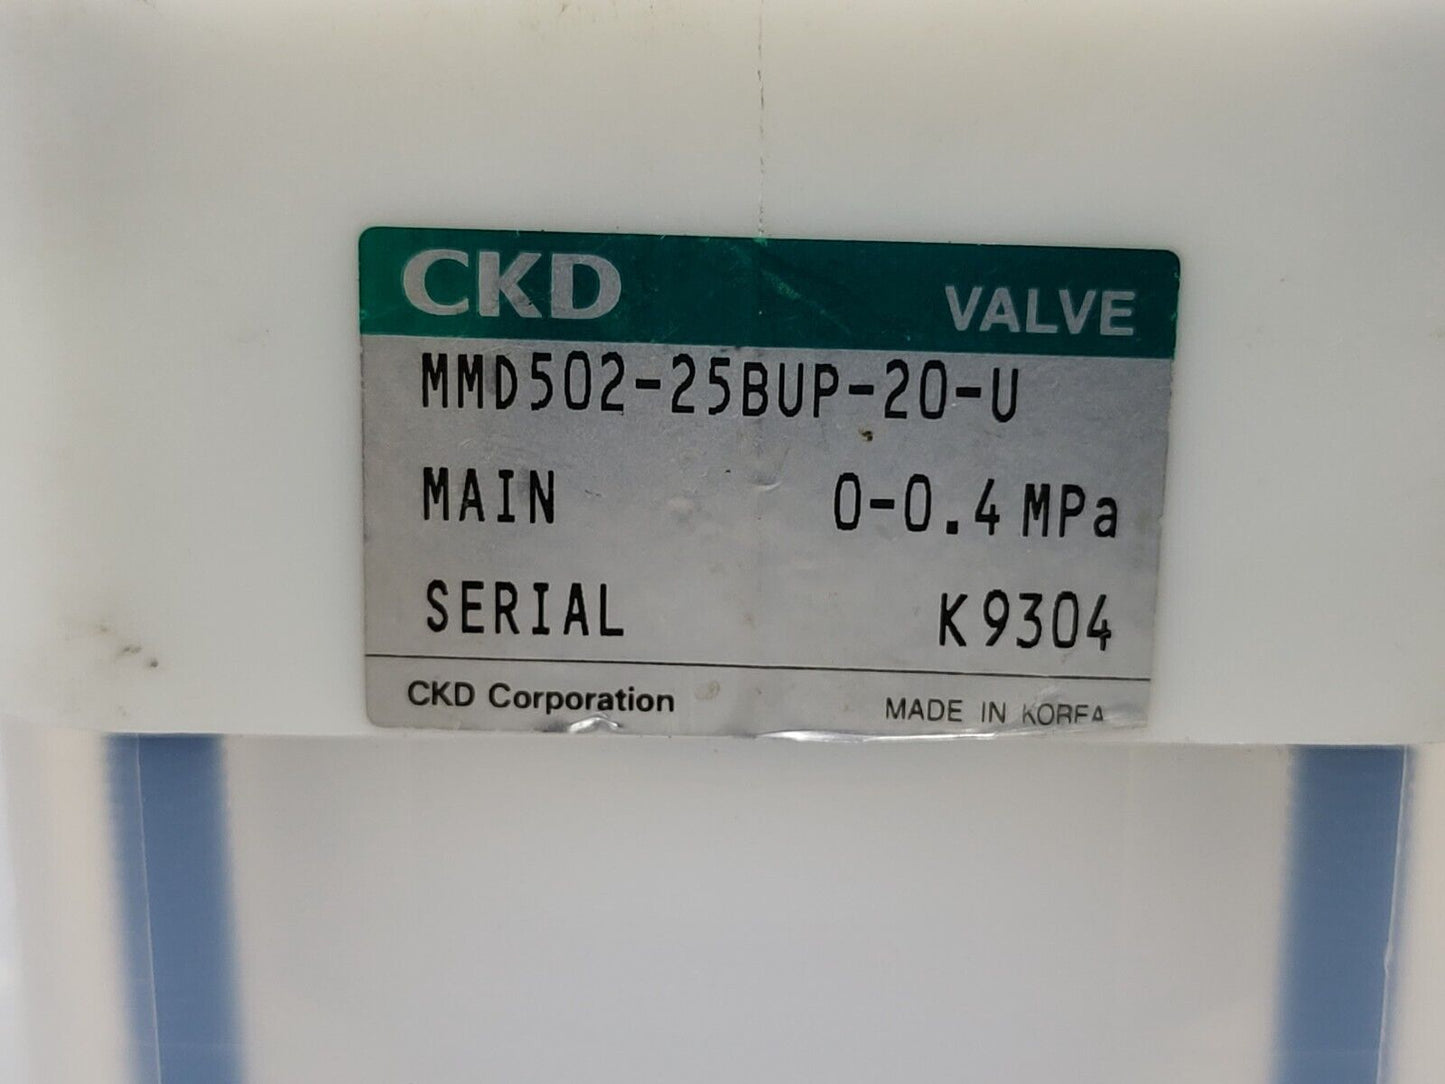 CKD VALVE
MMD502-25BUP-20-U
MAIN 0-0.4 MPa
SERIAL K9304
CKD Corporation MADE IN KOREA